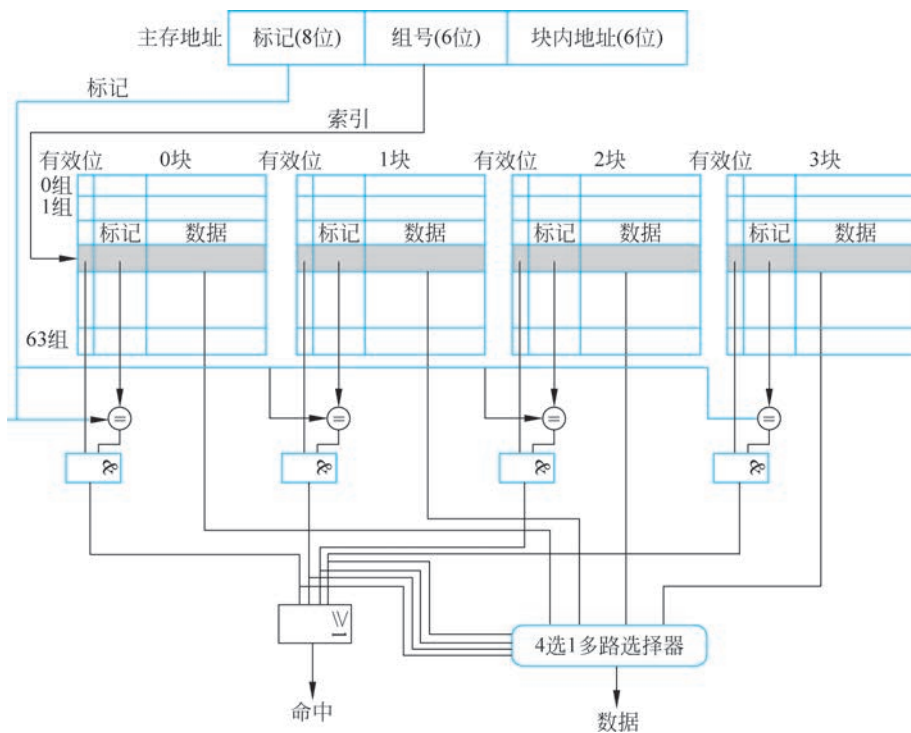 主存地址 标记(8位) 组号(6位) 块内地址(6位)
标记
索引
有效位 0块 有效位 1块 有效位 2块 有效位 3块
0组
1组
标记 数据 标记 数据 标记 数据 标记 数据
63组
= = = =
& & & &
≥1
4选1多路选择器
命中
数据